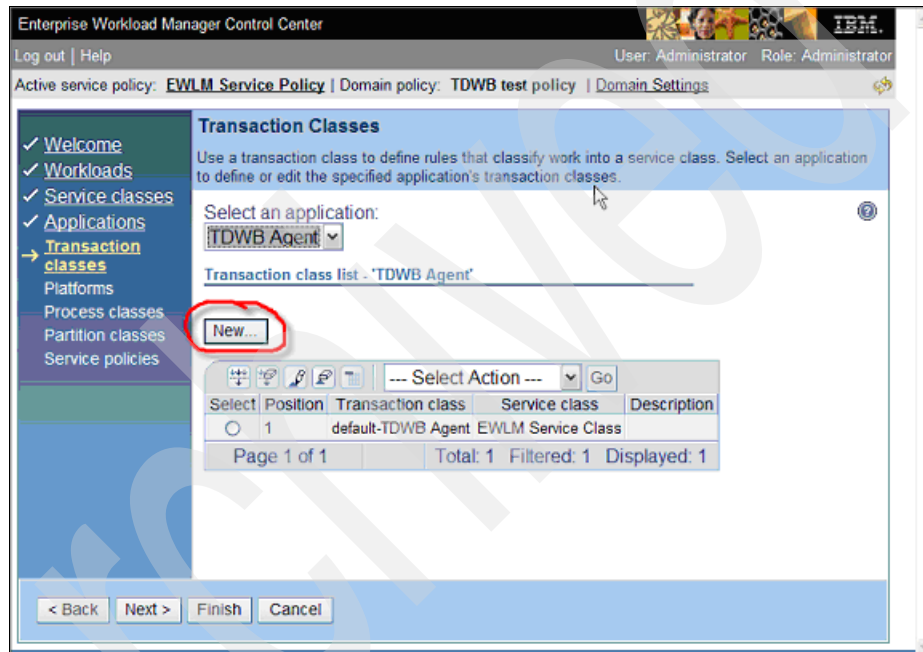 Enterprise Workload Manager Control Center
IBM.
Log out | Help
User: Administrator Role: Administrator
Active service policy: EWLM Service Policy | Domain policy: TDWB test policy | Domain Settings
✓ Welcome
✓ Workloads
✓ Service classes
✓ Applications
→ Transaction
classes
Platforms
Process classes
Partition classes
Service policies
Transaction Classes
Use a transaction class to define rules that classify work into a service class. Select an application
to define or edit the specified application's transaction classes.
Select an application:
TDWB Agent
?
Transaction class list - 'TDWB Agent'
New...
--- Select Action --- Go
Select Position Transaction class Service class Description
1 default-TDWB Agent EWLM Service Class
Page 1 of 1 Total: 1 Filtered: 1 Displayed: 1
< Back Next > Finish Cancel